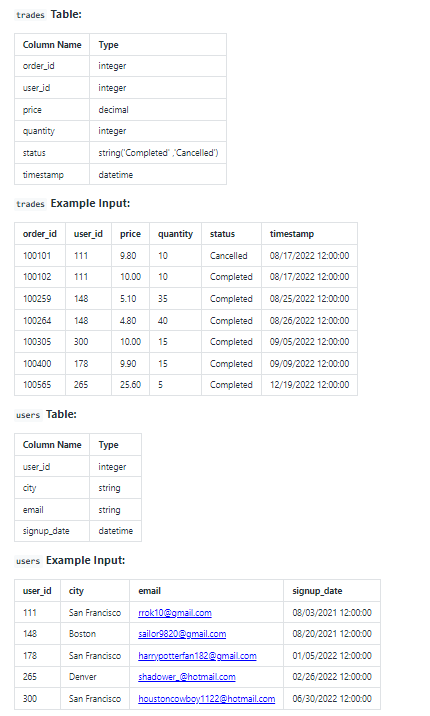 trades Table:
Column Name Type
order_id integer
user_id integer
price decimal
quantity integer
status string('Completed' ,'Cancelled')
timestamp datetime
trades Example Input:
order_id user_id price quantity status timestamp
100101 111 9.80 10 Cancelled 08/17/2022 12:00:00
100102 111 10.00 10 Completed 08/17/2022 12:00:00
100259 148 5.10 35 Completed 08/25/2022 12:00:00
100264 148 4.80 40 Completed 08/26/2022 12:00:00
100305 300 10.00 15 Completed 09/05/2022 12:00:00
100400 178 9.90 15 Completed 09/09/2022 12:00:00
100565 265 25.60 5 Completed 12/19/2022 12:00:00
users Table:
Column Name Type
user_id integer
city string
email string
signup_date datetime
users Example Input:
user_id city email signup_date
111 San Francisco rrok10@gmail.com 08/03/2021 12:00:00
148 Boston sailor9820@gmail.com 08/20/2021 12:00:00
178 San Francisco harrypotterfan182@gmail.com 01/05/2022 12:00:00
265 Denver shadower_@hotmail.com 02/26/2022 12:00:00
300 San Francisco houstoncowboy1122@hotmail.com 06/30/2022 12:00:00